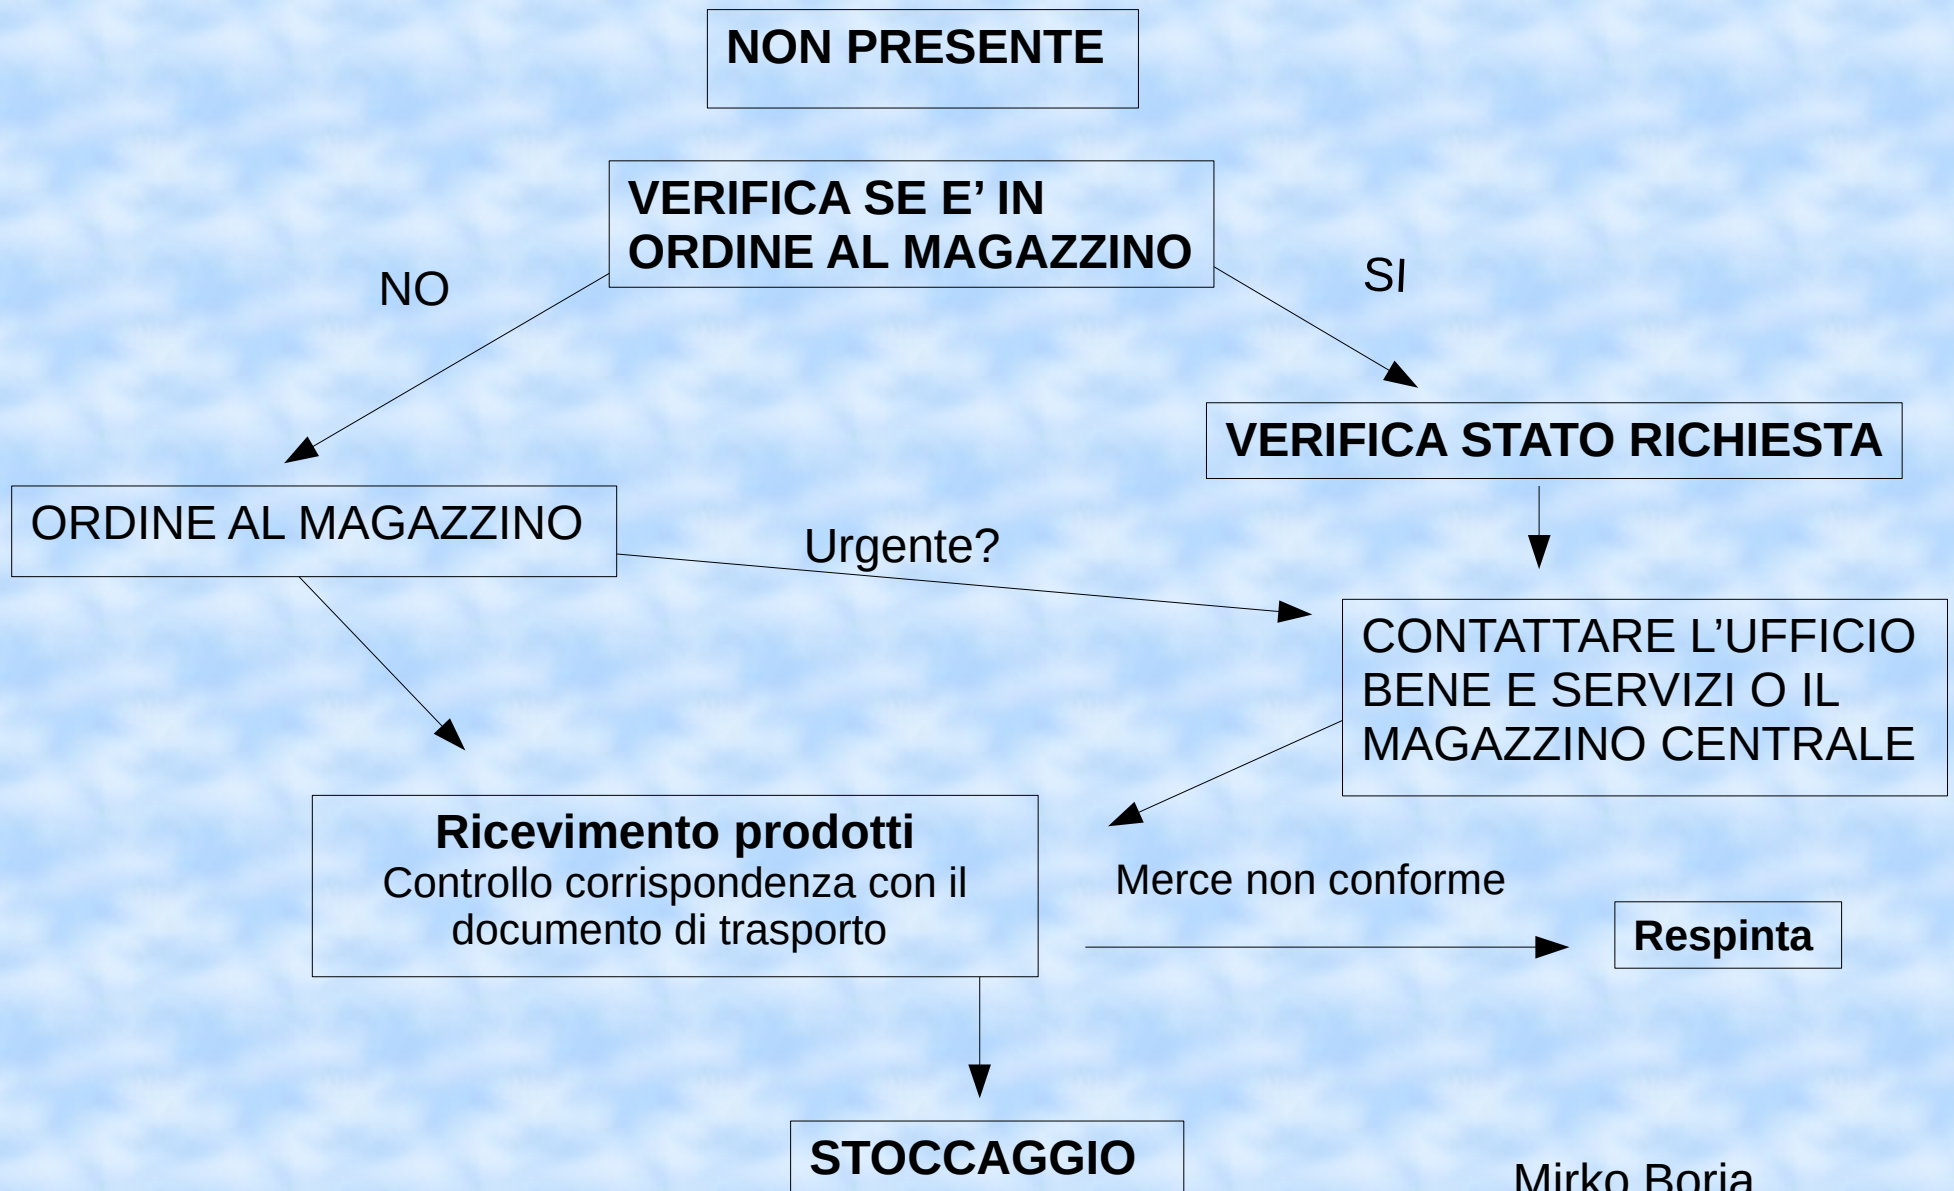 NON PRESENTE
VERIFICA SE E’ IN
ORDINE AL MAGAZZINO
NO
SI
VERIFICA STATO RICHIESTA
ORDINE AL MAGAZZINO
Urgente?
CONTATTARE L’UFFICIO
BENE E SERVIZI O IL
MAGAZZINO CENTRALE
Ricevimento prodotti
Controllo corrispondenza con il
documento di trasporto
Merce non conforme
Respinta
STOCCAGGIO
Mirko Boria